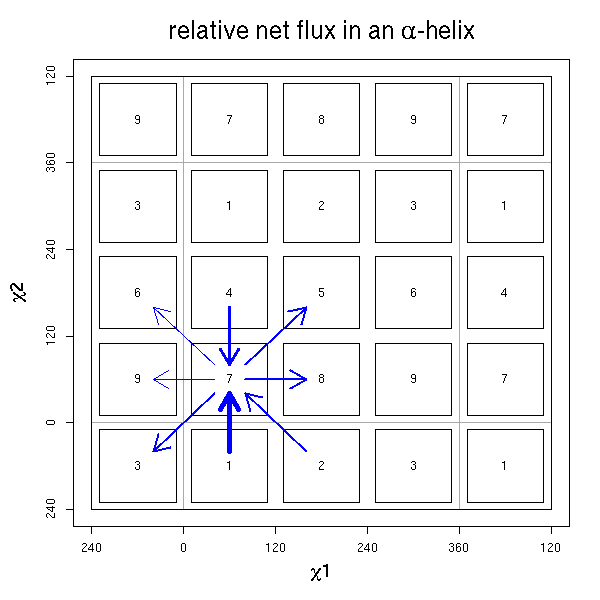 relative net flux in an α-helix
120
9 7 8 9 7
360
3 1 2 3 1
240
6 4 5 6 4
120
9 7 8 9 7
0
3 1 2 3 1
240
χ2
240 0 120 240 360 120
χ1